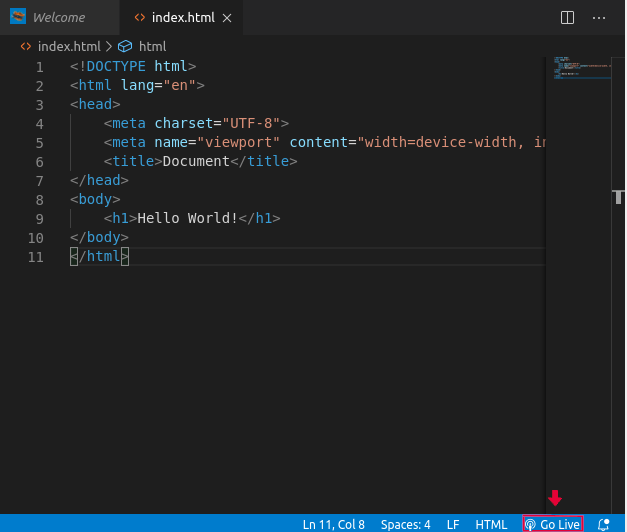 Welcome index.html
index.html > html
1 <!DOCTYPE html>
2 <html lang="en">
3 <head>
4 <meta charset="UTF-8">
5 <meta name="viewport" content="width=device-width, in
6 <title>Document</title>
7 </head>
8 <body>
9 <h1>Hello World!</h1>
10 </body>
11 </html>
Ln 11, Col 8 Spaces: 4 LF HTML Go Live